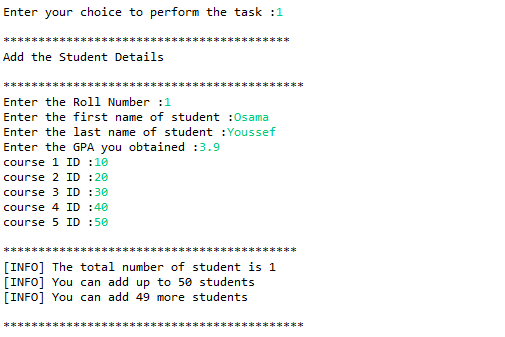 Enter your choice to perform the task :1
*****************************************
Add the Student Details
*******************************************
Enter the Roll Number :1
Enter the first name of student :Osama
Enter the last name of student :Youssef
Enter the GPA you obtained :3.9
course 1 ID :10
course 2 ID :20
course 3 ID :30
course 4 ID :40
course 5 ID :50
******************************************
[INFO] The total number of student is 1
[INFO] You can add up to 50 students
[INFO] You can add 49 more students
*******************************************